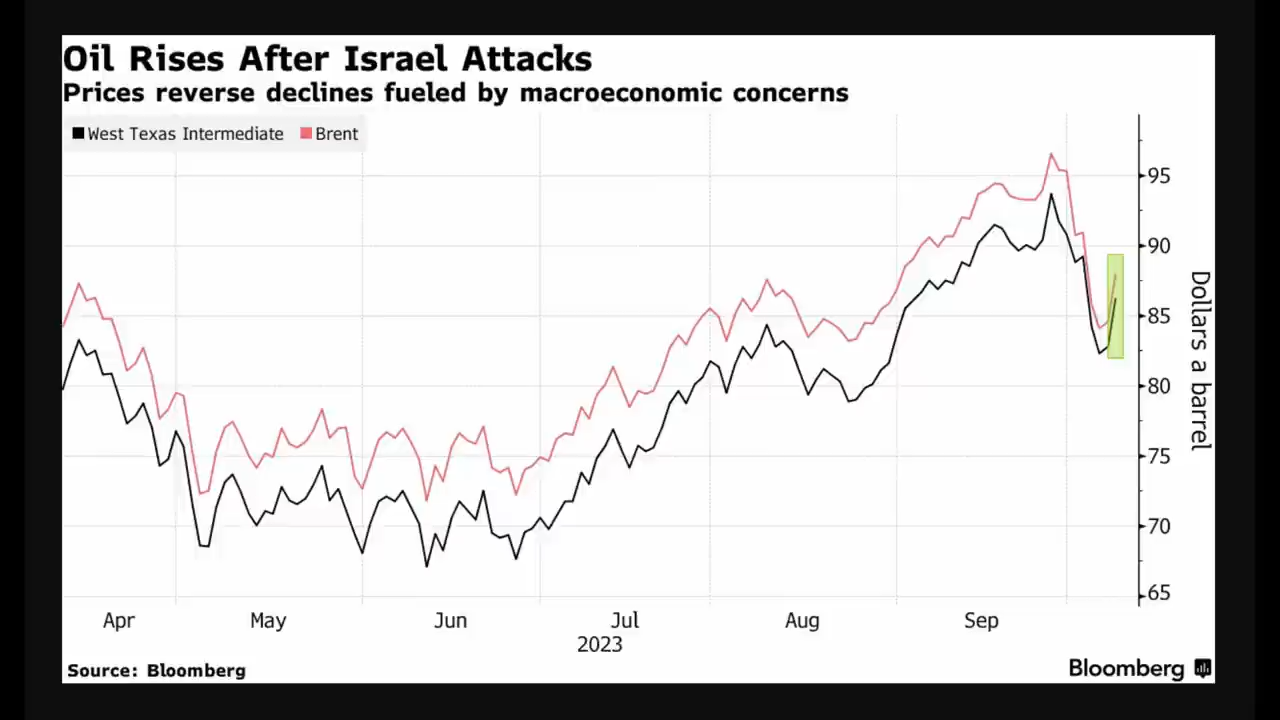 Oil Rises After Israel Attacks
Prices reverse declines fueled by macroeconomic concerns
West Texas Intermediate Brent
95
90
85
80
75
70
65
Dollars a barrel
Apr May Jun Jul Aug Sep
2023
Source: Bloomberg
Bloomberg